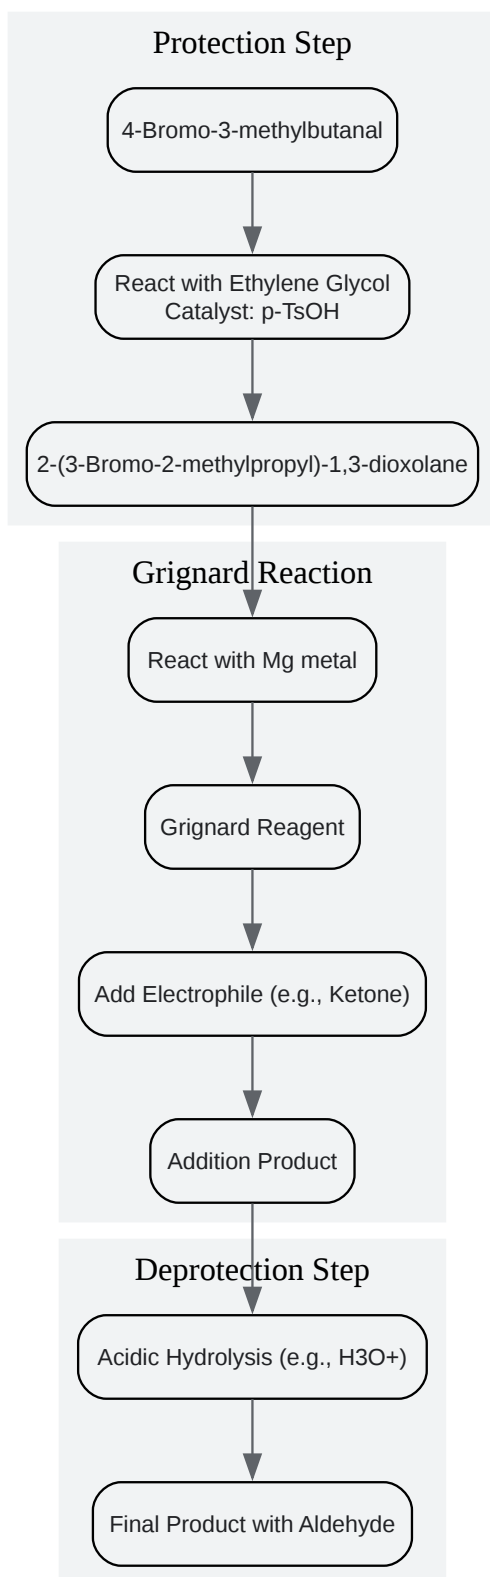 Protection Step
4-Bromo-3-methylbutanal
React with Ethylene Glycol
Catalyst: p-TsOH
2-(3-Bromo-2-methylpropyl)-1,3-dioxolane
Grignard Reaction
React with Mg metal
Grignard Reagent
Add Electrophile (e.g., Ketone)
Addition Product
Deprotection Step
Acidic Hydrolysis (e.g., H3O+)
Final Product with Aldehyde